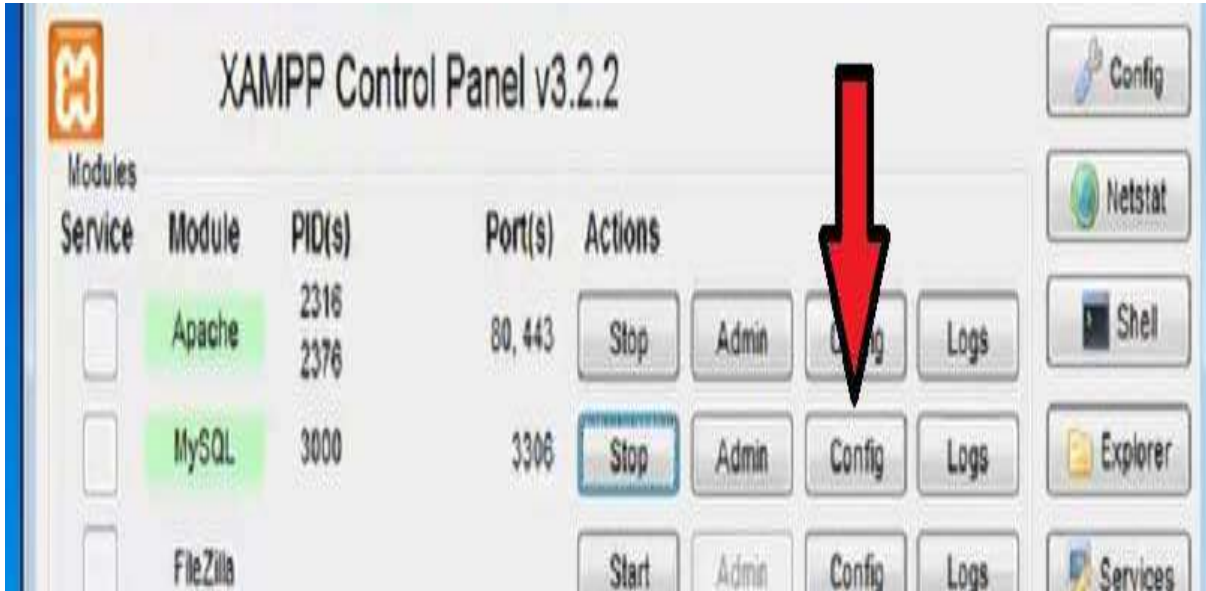 XAMPP Control Panel v3.2.2
Config
Modules
Netstat
Service Module PID(s) Port(s) Actions
Apache 2316 2376 80, 443 Stop Admin Logs
Shell
MySQL 3000 3306 Stop Admin Config Logs
Explorer
FileZilla Start Admin Config Logs
Services